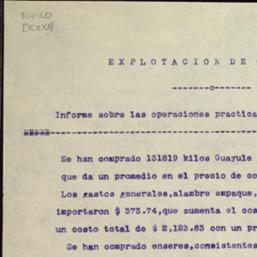 FOLIO
DCXXII
EXPLOTACION DE
-------o-------
Informe sobre las operaciones practica
Se han comprado 131819 kilos Guayule
que da un promedio en el precio de co
Los gastos generales,alambre empaque,
importaron $ 373.74,que aumenta el cos
un costo total de $ 2,123.63 con un pr
Se han comprado enseres,consistentes